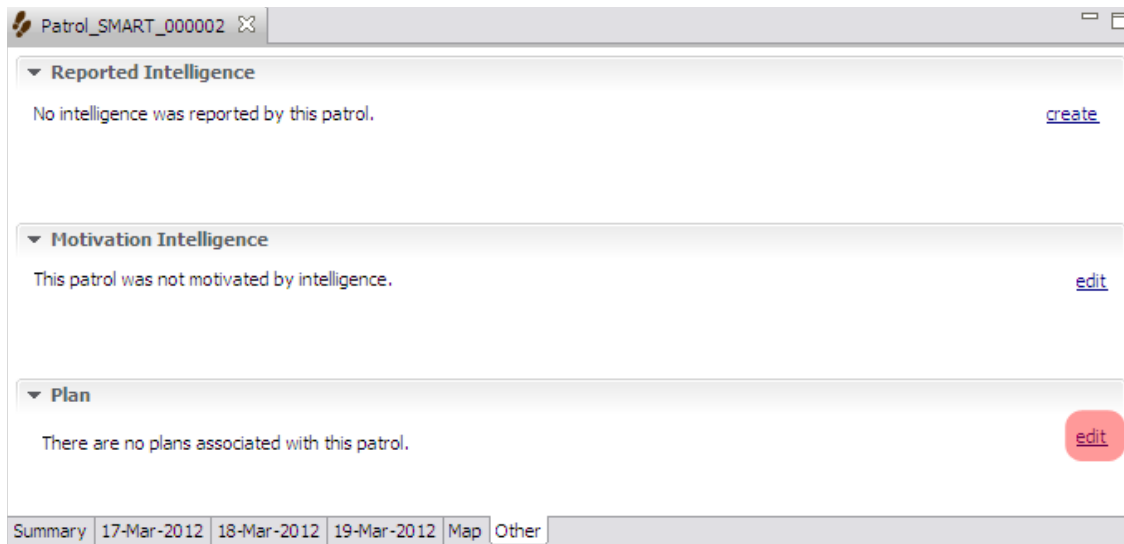 Patrol_SMART_000002
Reported Intelligence
No intelligence was reported by this patrol. create
Motivation Intelligence
This patrol was not motivated by intelligence. edit
Plan
There are no plans associated with this patrol. edit
Summary 17-Mar-2012 18-Mar-2012 19-Mar-2012 Map Other